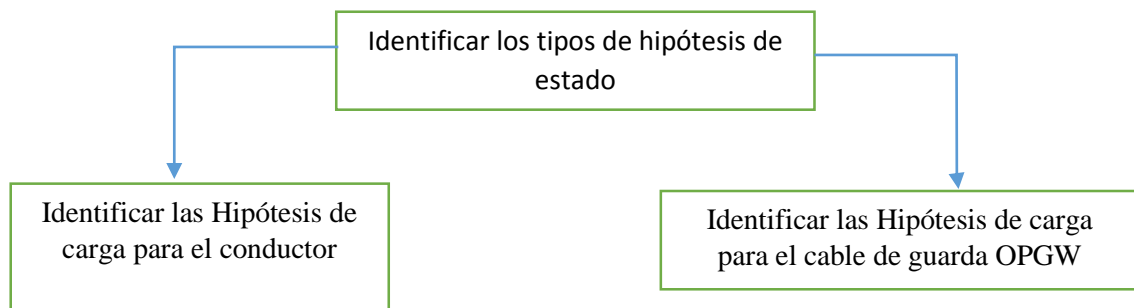 Identificar los tipos de hipótesis de
estado
Identificar las Hipótesis de
carga para el conductor
Identificar las Hipótesis de carga
para el cable de guarda OPGW